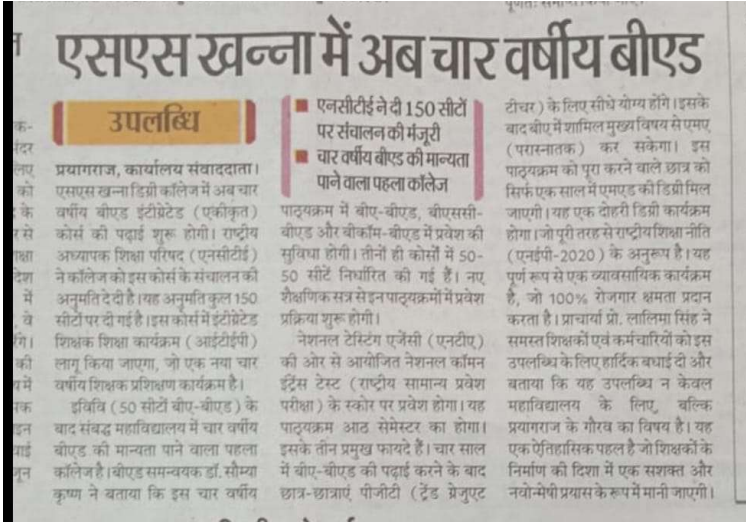 एसएस खन्ना में अब चार वर्षीय बीएड
उपलब्धि
प्रयागराज, कार्यालय संवाददाता।
एसएस खन्ना डिग्री कॉलेज में अब चार
वर्षीय बीएड इंटीग्रेटेड (एकीकृत)
कोर्स की पढ़ाई शुरू होगी। राष्ट्रीय
अध्यापक शिक्षा परिषद (एनसीटीई)
ने कॉलेज को इस कोर्स के संचालन की
अनुमति दे दी है। यह अनुमति कुल 150
सीटों पर दी गई है। इस कोर्स में इंटीग्रेटेड
शिक्षक शिक्षा कार्यक्रम (आईटीईपी)
लागू किया जाएगा, जो एक नया चार
वर्षीय शिक्षक प्रशिक्षण कार्यक्रम है।
इविवि (50 सीटों बीए-बीएड) के
बाद संबद्ध महाविद्यालय में चार वर्षीय
बीएड की मान्यता पाने वाला पहला
कॉलेज है। बीएड समन्वयक डॉ. सौम्या
कृष्ण ने बताया कि इस चार वर्षीय
एनसीटीई ने दी 150 सीटों
पर संचालन की मंजूरी
चार वर्षीय बीएड की मान्यता
पाने वाला पहला कॉलेज
पाठ्यक्रम में बीए-बीएड, बीएससी-
बीएड और बीकॉम-बीएड में प्रवेश की
सुविधा होगी। तीनों ही कोर्सों में 50-
50 सीटें निर्धारित की गई हैं। नए
शैक्षणिक सत्र से इन पाठ्यक्रमों में प्रवेश
प्रक्रिया शुरू होगी।
नेशनल टेस्टिंग एजेंसी (एनटीए)
की ओर से आयोजित नेशनल कॉमन
इंट्रेंस टेस्ट (राष्ट्रीय सामान्य प्रवेश
परीक्षा) के स्कोर पर प्रवेश होगा। यह
पाठ्यक्रम आठ सेमेस्टर का होगा।
इसके तीन प्रमुख फायदे हैं। चार साल
में बीए-बीएड की पढ़ाई करने के बाद
छात्र-छात्राएं पीजीटी (ट्रेंड ग्रेजुएट
टीचर) के लिए सीधे योग्य होंगे। इसके
बाद बीए में शामिल मुख्य विषय से एमए
(परास्नातक) कर सकेगा। इस
पाठ्यक्रम को पूरा करने वाले छात्र को
सिर्फ एक साल में एमएड की डिग्री मिल
जाएगी। यह एक दोहरी डिग्री कार्यक्रम
होगा। जो पूरी तरह से राष्ट्रीय शिक्षा नीति
(एनईपी-2020) के अनुरूप है। यह
पूर्ण रूप से एक व्यावसायिक कार्यक्रम
है, जो 100% रोजगार क्षमता प्रदान
करता है। प्राचार्या प्रो. लालिमा सिंह ने
समस्त शिक्षकों एवं कर्मचारियों को इस
उपलब्धि के लिए हार्दिक बधाई दी और
बताया कि यह उपलब्धि न केवल
महाविद्यालय के लिए, बल्कि
प्रयागराज के गौरव का विषय है। यह
एक ऐतिहासिक पहल है जो शिक्षकों के
निर्माण की दिशा में एक सशक्त और
नवोन्मेषी प्रयास के रूप में मानी जाएगी।